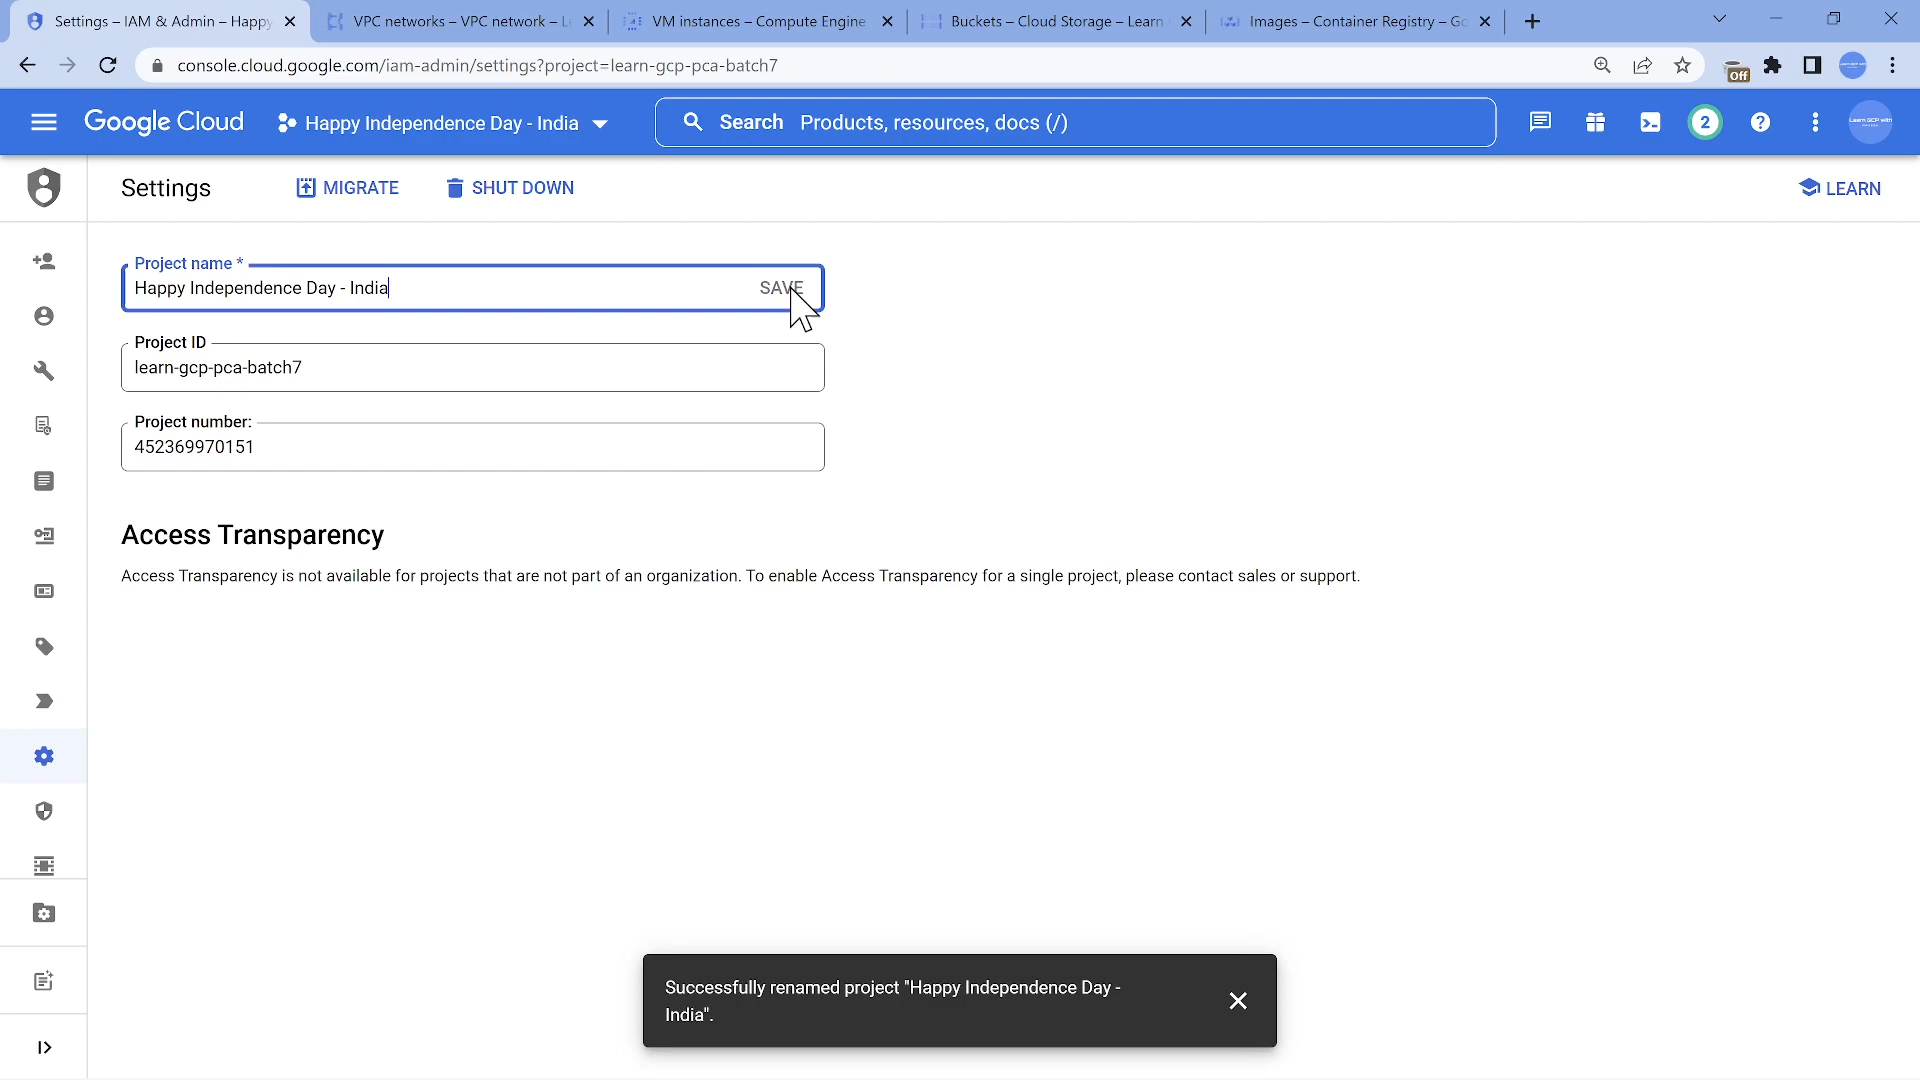 Settings – IAM & Admin – Happy
VPC networks – VPC network – L
VM instances – Compute Engine
Buckets – Cloud Storage – Learn
Images – Container Registry – Go
console.cloud.google.com/iam-admin/settings?project=learn-gcp-pca-batch7
Off
Google Cloud
Happy Independence Day - India
Search Products, resources, docs (/)
2
Settings
MIGRATE
SHUT DOWN
LEARN
Project name *
Happy Independence Day - India
SAVE
Project ID
learn-gcp-pca-batch7
Project number:
452369970151
Access Transparency
Access Transparency is not available for projects that are not part of an organization. To enable Access Transparency for a single project, please contact sales or support.
Successfully renamed project "Happy Independence Day -
India".